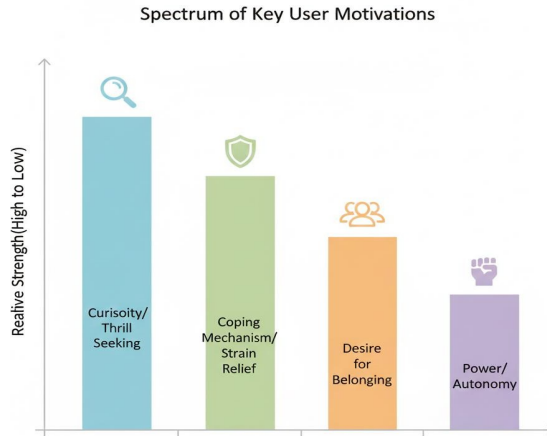 Spectrum of Key User Motivations
Realive Strength(High to Low)
Curisoity/
Thrill
Seeking
Coping
Mechanism/
Strain
Relief
Desire
for
Belonging
Power/
Autonomy